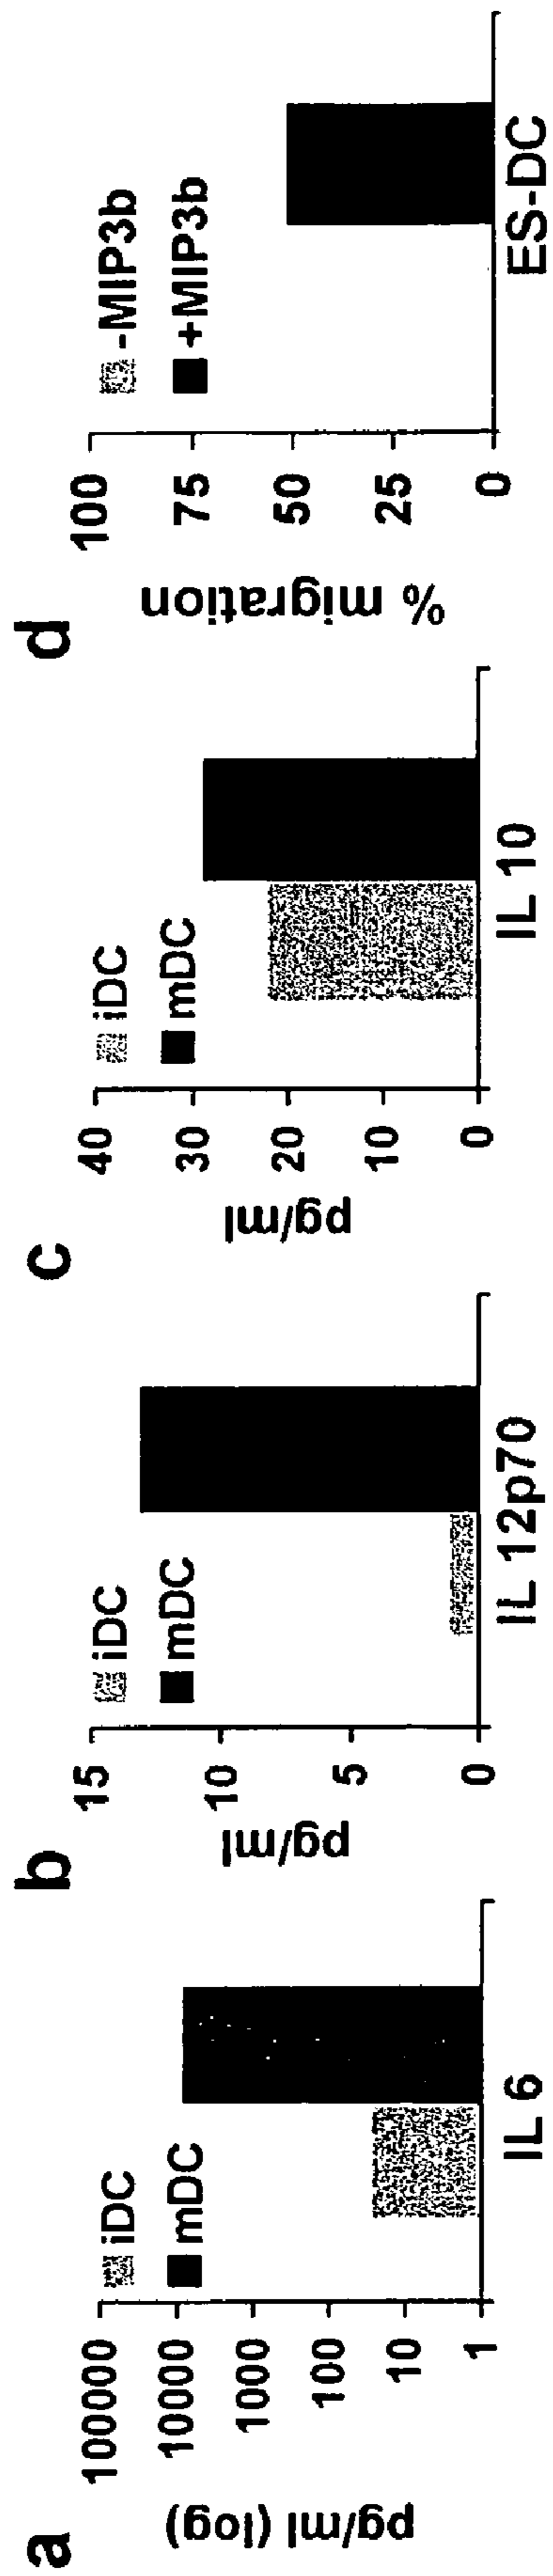 a
pg/ml (log)
100000
10000
1000
100
10
1
iDC
mDC
IL 6
b
pg/ml
15
10
5
0
iDC
mDC
IL 12p70
c
pg/ml
40
30
20
10
0
iDC
mDC
IL 10
d
% migration
100
75
50
25
0
-MIP3b
+MIP3b
ES-DC